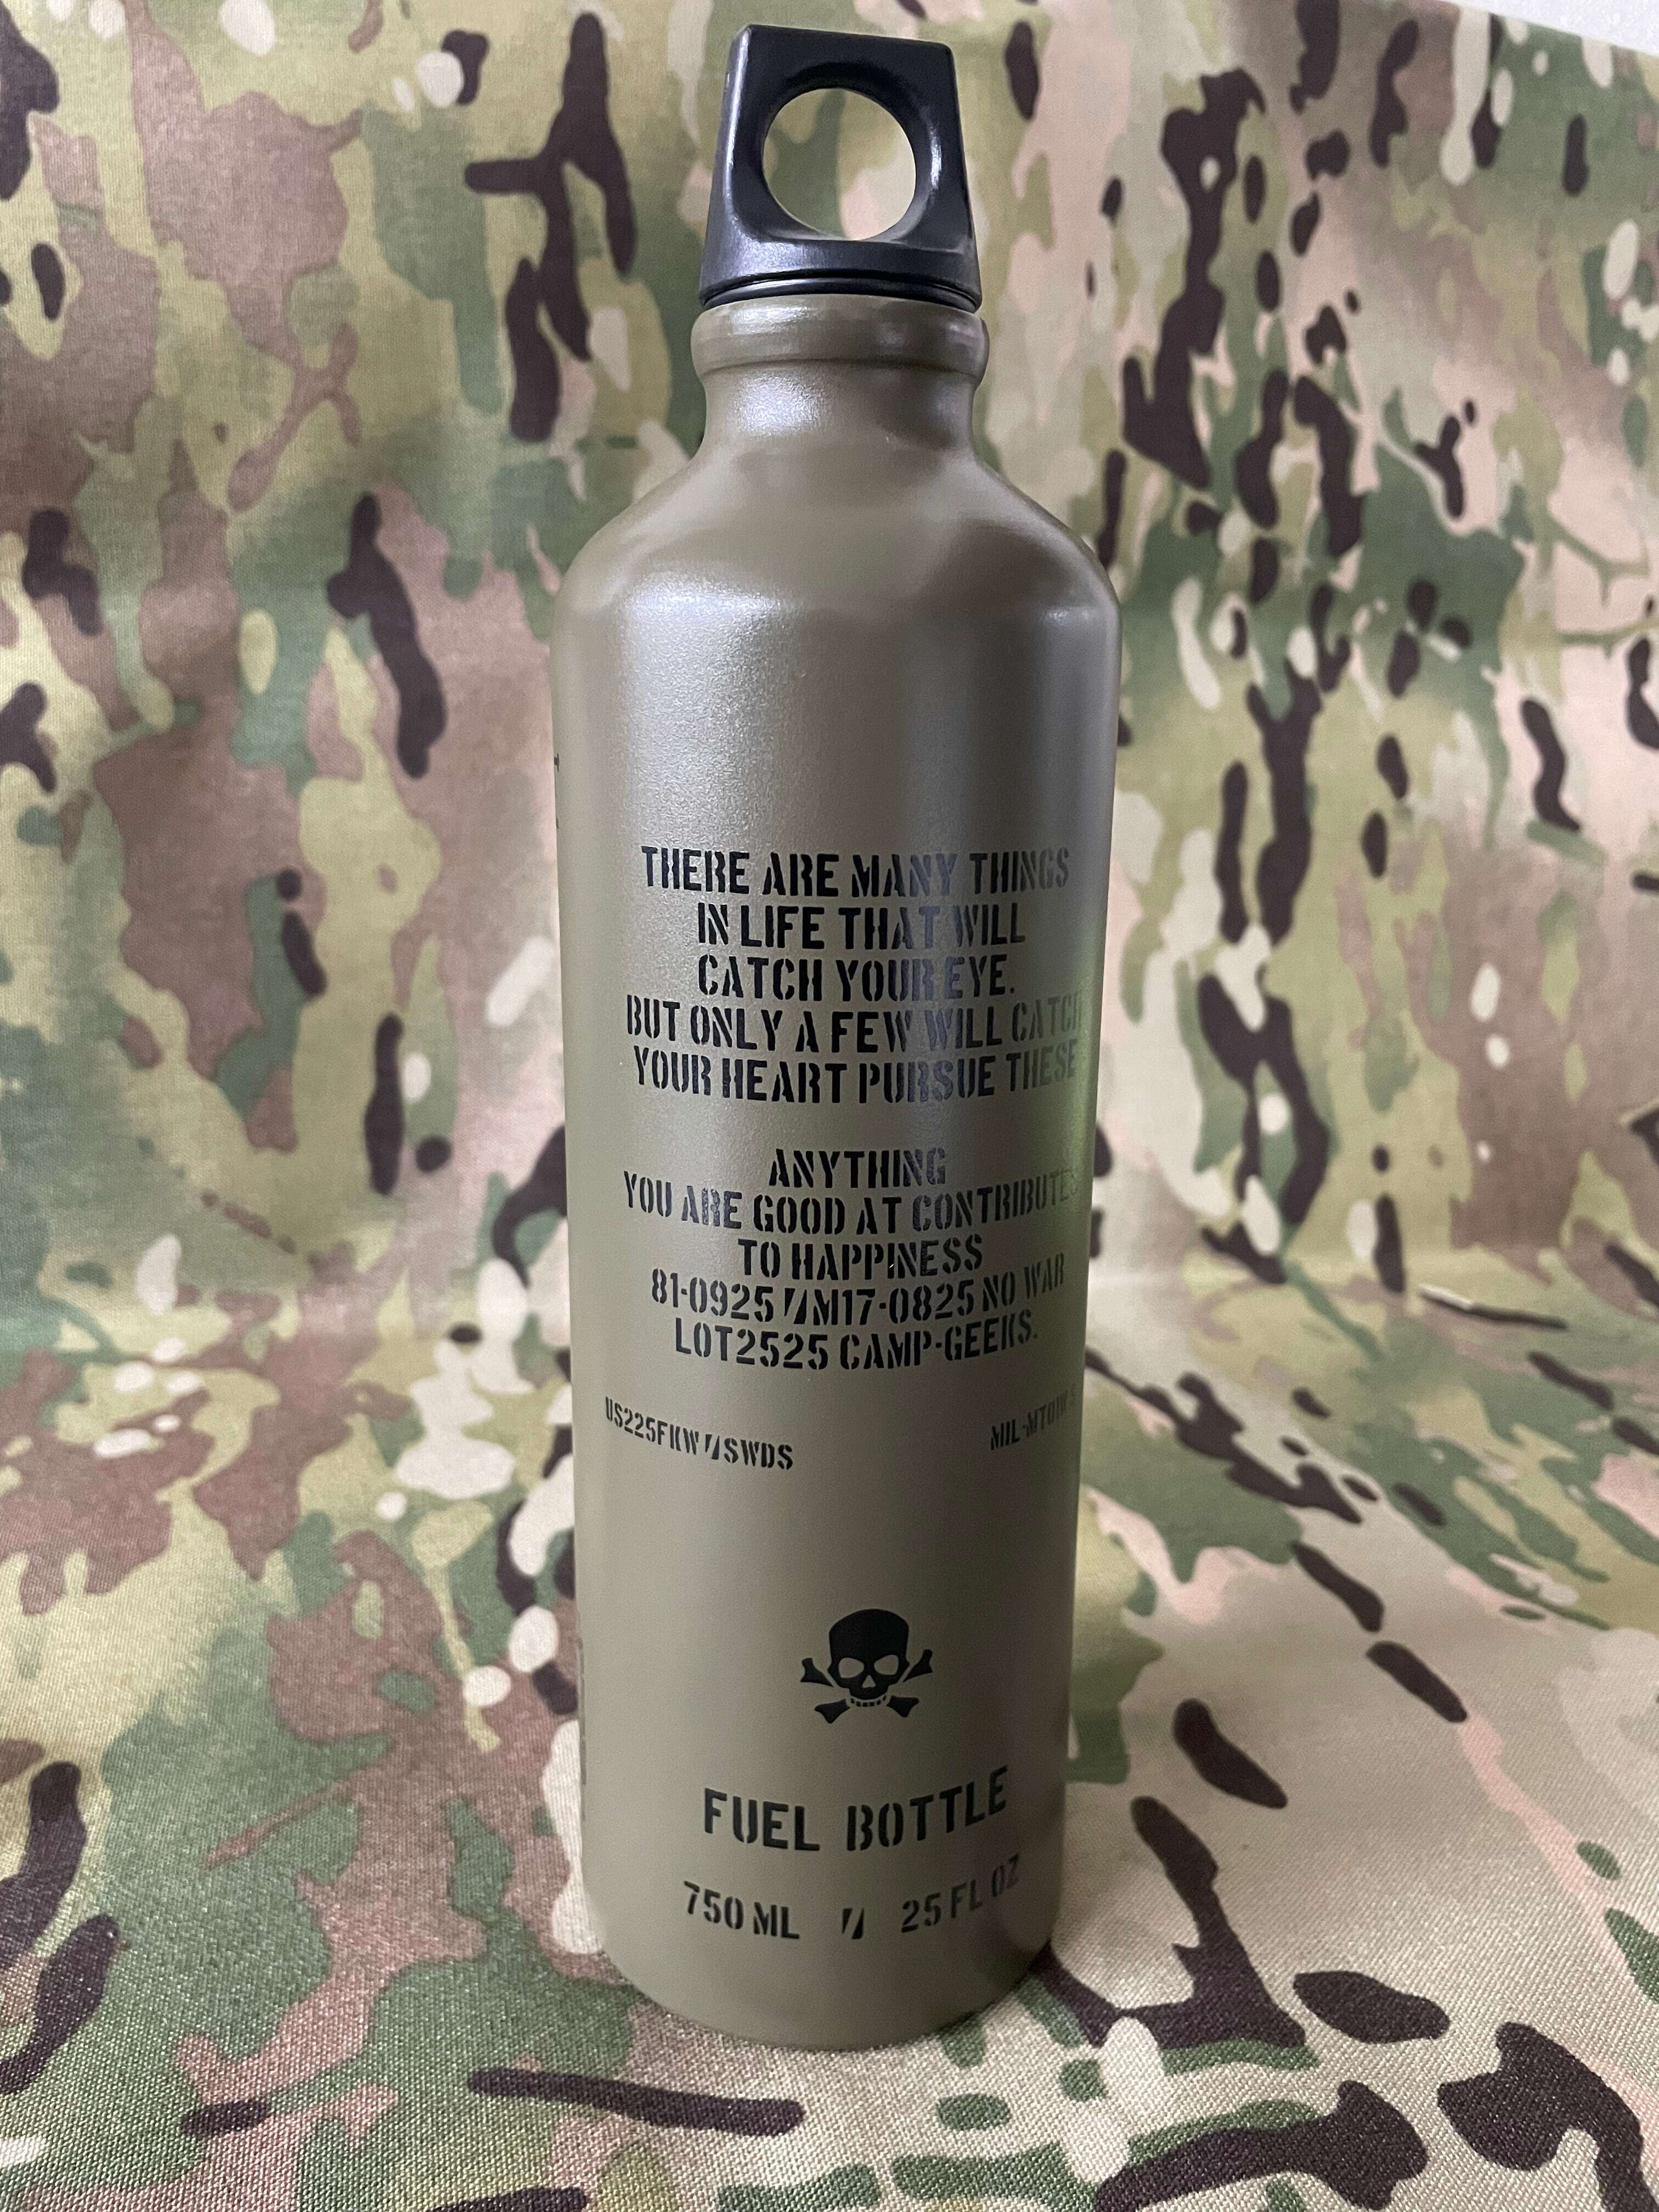 THERE ARE MANY THINGS
IN LIFE THAT WILL
CATCH YOUR EYE.
BUT ONLY A FEW WILL CATCH
YOUR HEART PURSUE THESE
ANYTHING
YOU ARE GOOD AT CONTRIBUTES
TO HAPPINESS
81-0925 / M17-0825 NO WAR
LOT2525 CAMP-GEEKS.
US225FKW / SWDS
FUEL BOTTLE
750 ML / 25 FL OZ